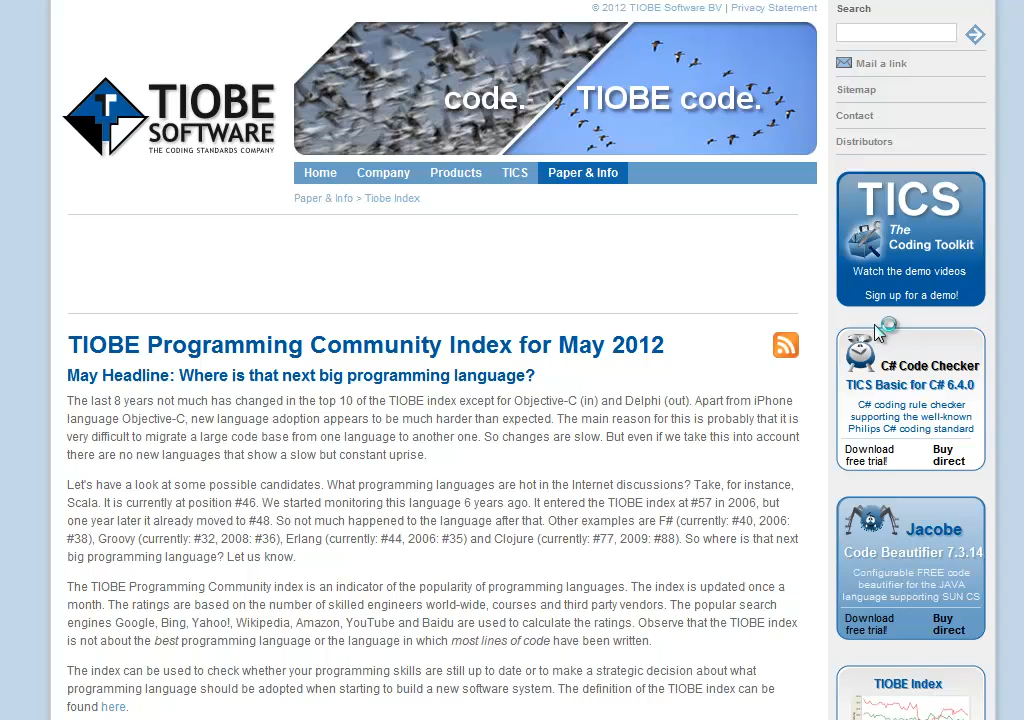 © 2012 TIOBE Software BV | Privacy Statement
Search
code.
TIOBE code.
TIOBE
SOFTWARE
THE CODING STANDARDS COMPANY
Mail a link
Sitemap
Contact
Distributors
Home Company Products TICS Paper & Info
Paper & Info > Tiobe Index
TICS
The
Coding Toolkit
Watch the demo videos
Sign up for a demo!
TIOBE Programming Community Index for May 2012
May Headline: Where is that next big programming language?
The last 8 years not much has changed in the top 10 of the TIOBE index except for Objective-C (in) and Delphi (out). Apart from iPhone
language Objective-C, new language adoption appears to be much harder than expected. The main reason for this is probably that it is
very difficult to migrate a large code base from one language to another one. So changes are slow. But even if we take this into account
there are no new languages that show a slow but constant uprise.
Let's have a look at some possible candidates. What programming languages are hot in the Internet discussions? Take, for instance,
Scala. It is currently at position #46. We started monitoring this language 6 years ago. It entered the TIOBE index at #57 in 2006, but
one year later it already moved to #48. So not much happened to the language after that. Other examples are F# (currently: #40, 2006:
#38), Groovy (currently: #32, 2008: #36), Erlang (currently: #44, 2006: #35) and Clojure (currently: #77, 2009: #88). So where is that next
big programming language? Let us know.
The TIOBE Programming Community index is an indicator of the popularity of programming languages. The index is updated once a
month. The ratings are based on the number of skilled engineers world-wide, courses and third party vendors. The popular search
engines Google, Bing, Yahoo!, Wikipedia, Amazon, YouTube and Baidu are used to calculate the ratings. Observe that the TIOBE index
is not about the best programming language or the language in which most lines of code have been written.
The index can be used to check whether your programming skills are still up to date or to make a strategic decision about what
programming language should be adopted when starting to build a new software system. The definition of the TIOBE index can be
found here.
C# Code Checker
TICS Basic for C# 6.4.0
C# coding rule checker
supporting the well-known
Philips C# coding standard
Download Buy
free trial! direct
Jacobe
Code Beautifier 7.3.14
Configurable FREE code
beautifier for the JAVA
language supporting SUN CS
Download Buy
free trial! direct
TIOBE Index